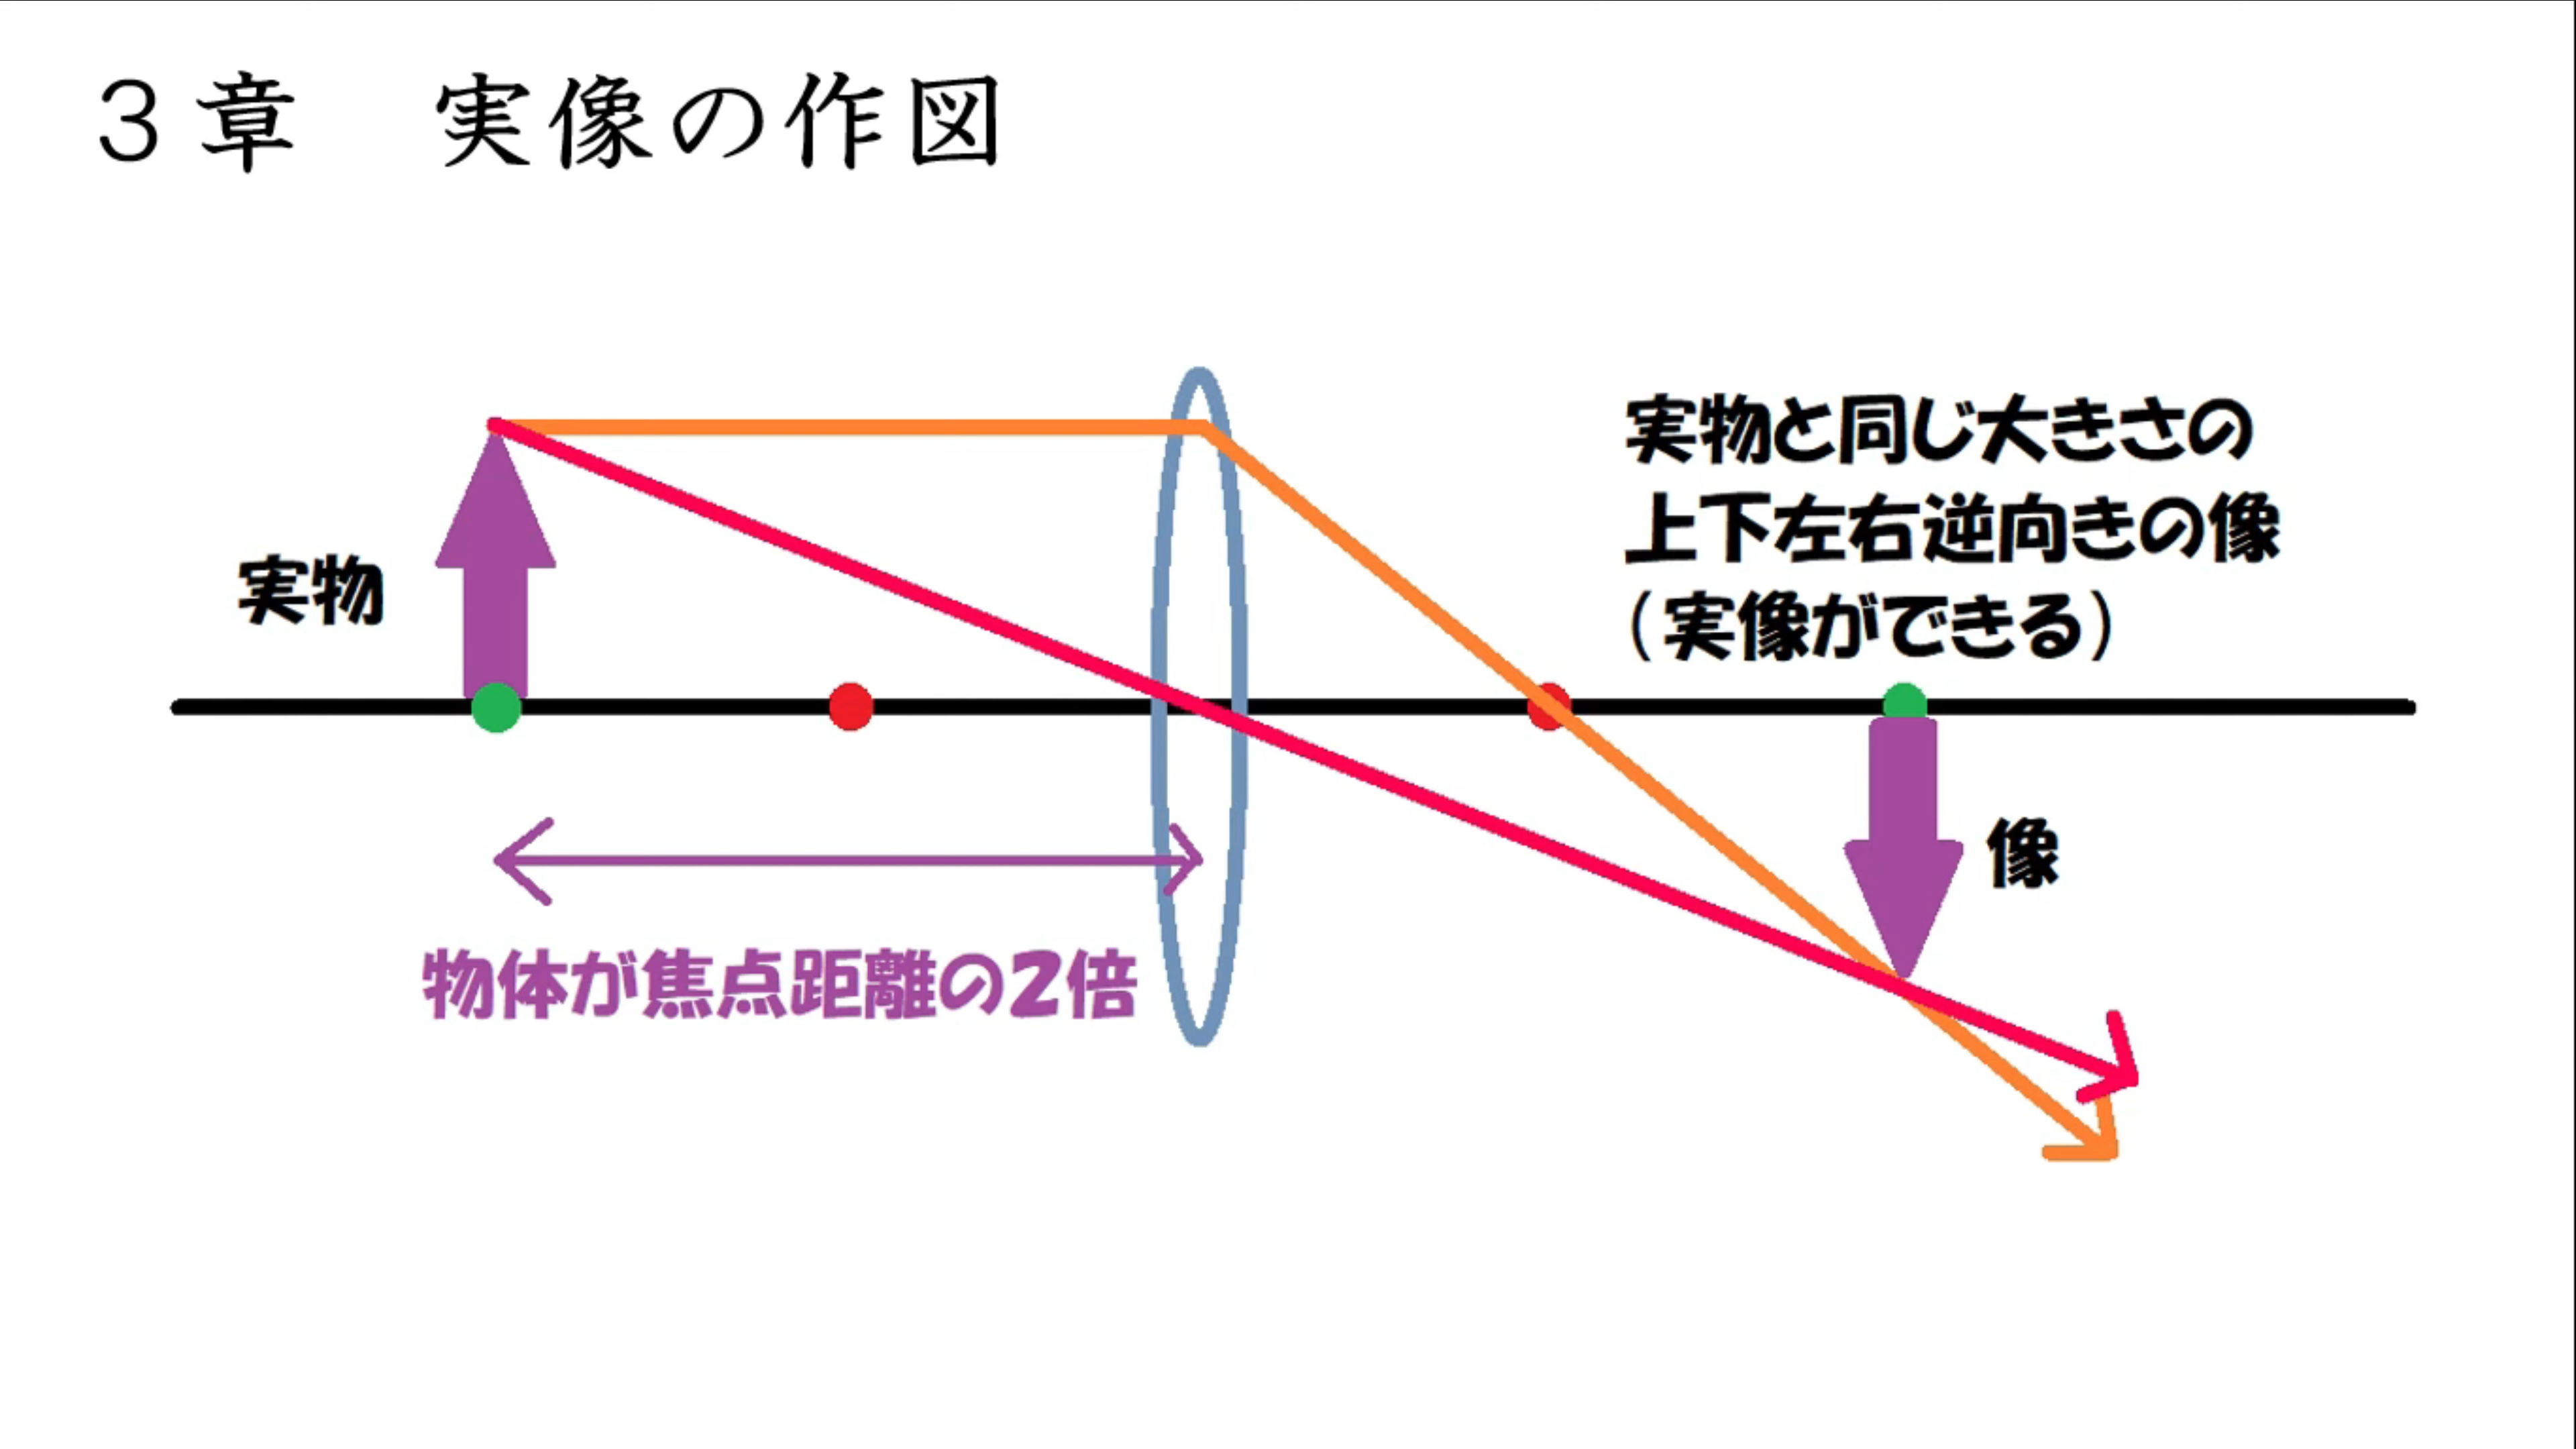 ３章　実像の作図
実物と同じ大きさの
上下左右逆向きの像
（実像ができる）
実物
像
物体が焦点距離の2倍